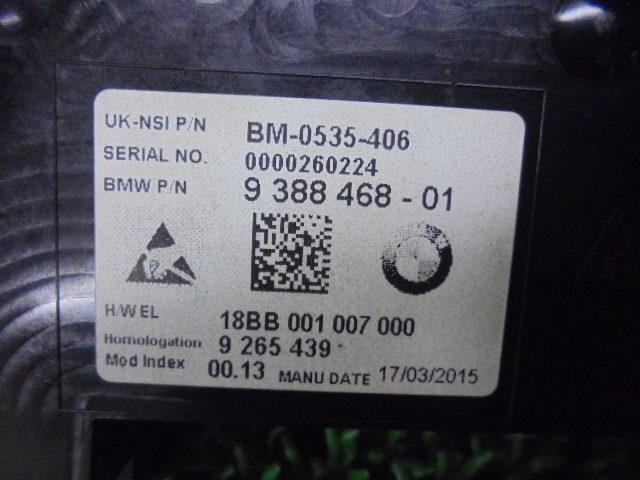 UK-NSI P/N BM-0535-406
SERIAL NO. 0000260224
BMW P/N 9 388 468 - 01
H/W EL 18BB 001 007 000
Homologation 9 265 439
Mod Index 00.13 MANU DATE 17/03/2015